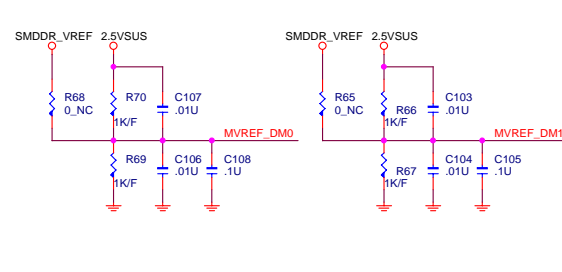 SMDDR_VREF 2.5VSUS
SMDDR_VREF 2.5VSUS
R68
0_NC
R70
1K/F
C107
.01U
R65
0_NC
R66
1K/F
C103
.01U
MVREF_DM0
MVREF_DM1
R69
1K/F
C106
.01U
C108
.1U
R67
1K/F
C104
.01U
C105
.1U